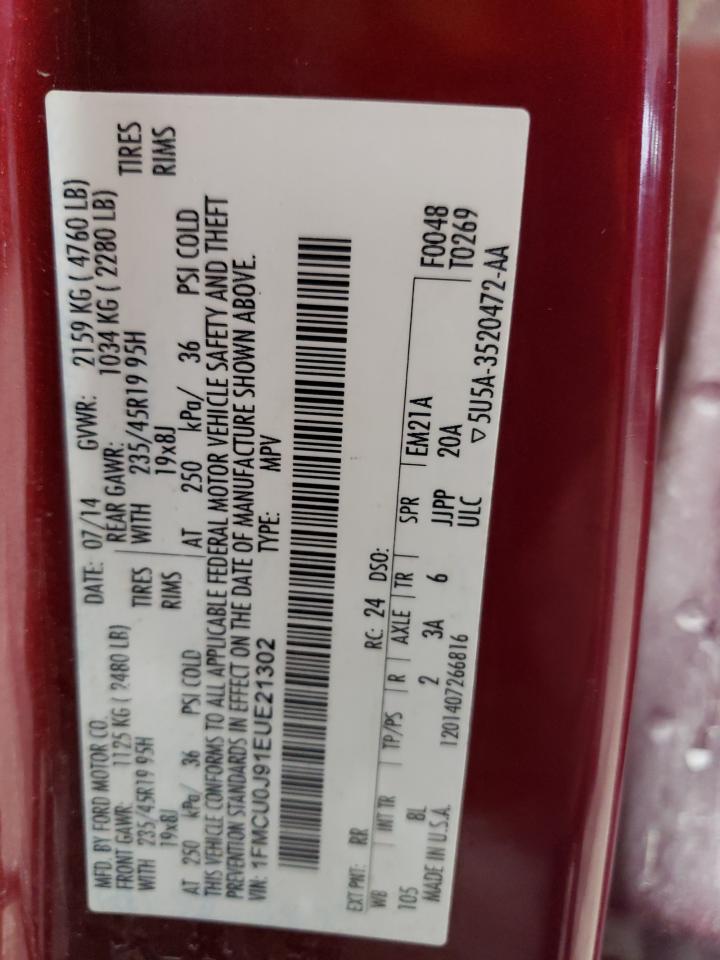 MFD. BY FORD MOTOR CO. DATE: 07/14 GVWR: 2159 KG ( 4760 LB)
FRONT GAWR: 1125 KG ( 2480 LB) REAR GAWR: 1034 KG ( 2280 LB)
WITH 235/45R19 95H TIRES WITH 235/45R19 95H TIRES
19x8J RIMS 19x8J RIMS
AT 250 kPa/ 36 PSI COLD AT 250 kPa/ 36 PSI COLD
THIS VEHICLE CONFORMS TO ALL APPLICABLE FEDERAL MOTOR VEHICLE SAFETY AND THEFT
PREVENTION STANDARDS IN EFFECT ON THE DATE OF MANUFACTURE SHOWN ABOVE.
VIN: 1FMCU0J91EUE21302 TYPE: MPV
EXT PNT: RR RC: 24 DSO: F0048
WB INT TR TP/PS R AXLE TR SPR EM21A T0269
105 8L 2 3A 6 JJPP 20A
MADE IN U.S.A. 1201407266816 ULC ▽5U5A-3520472-AA